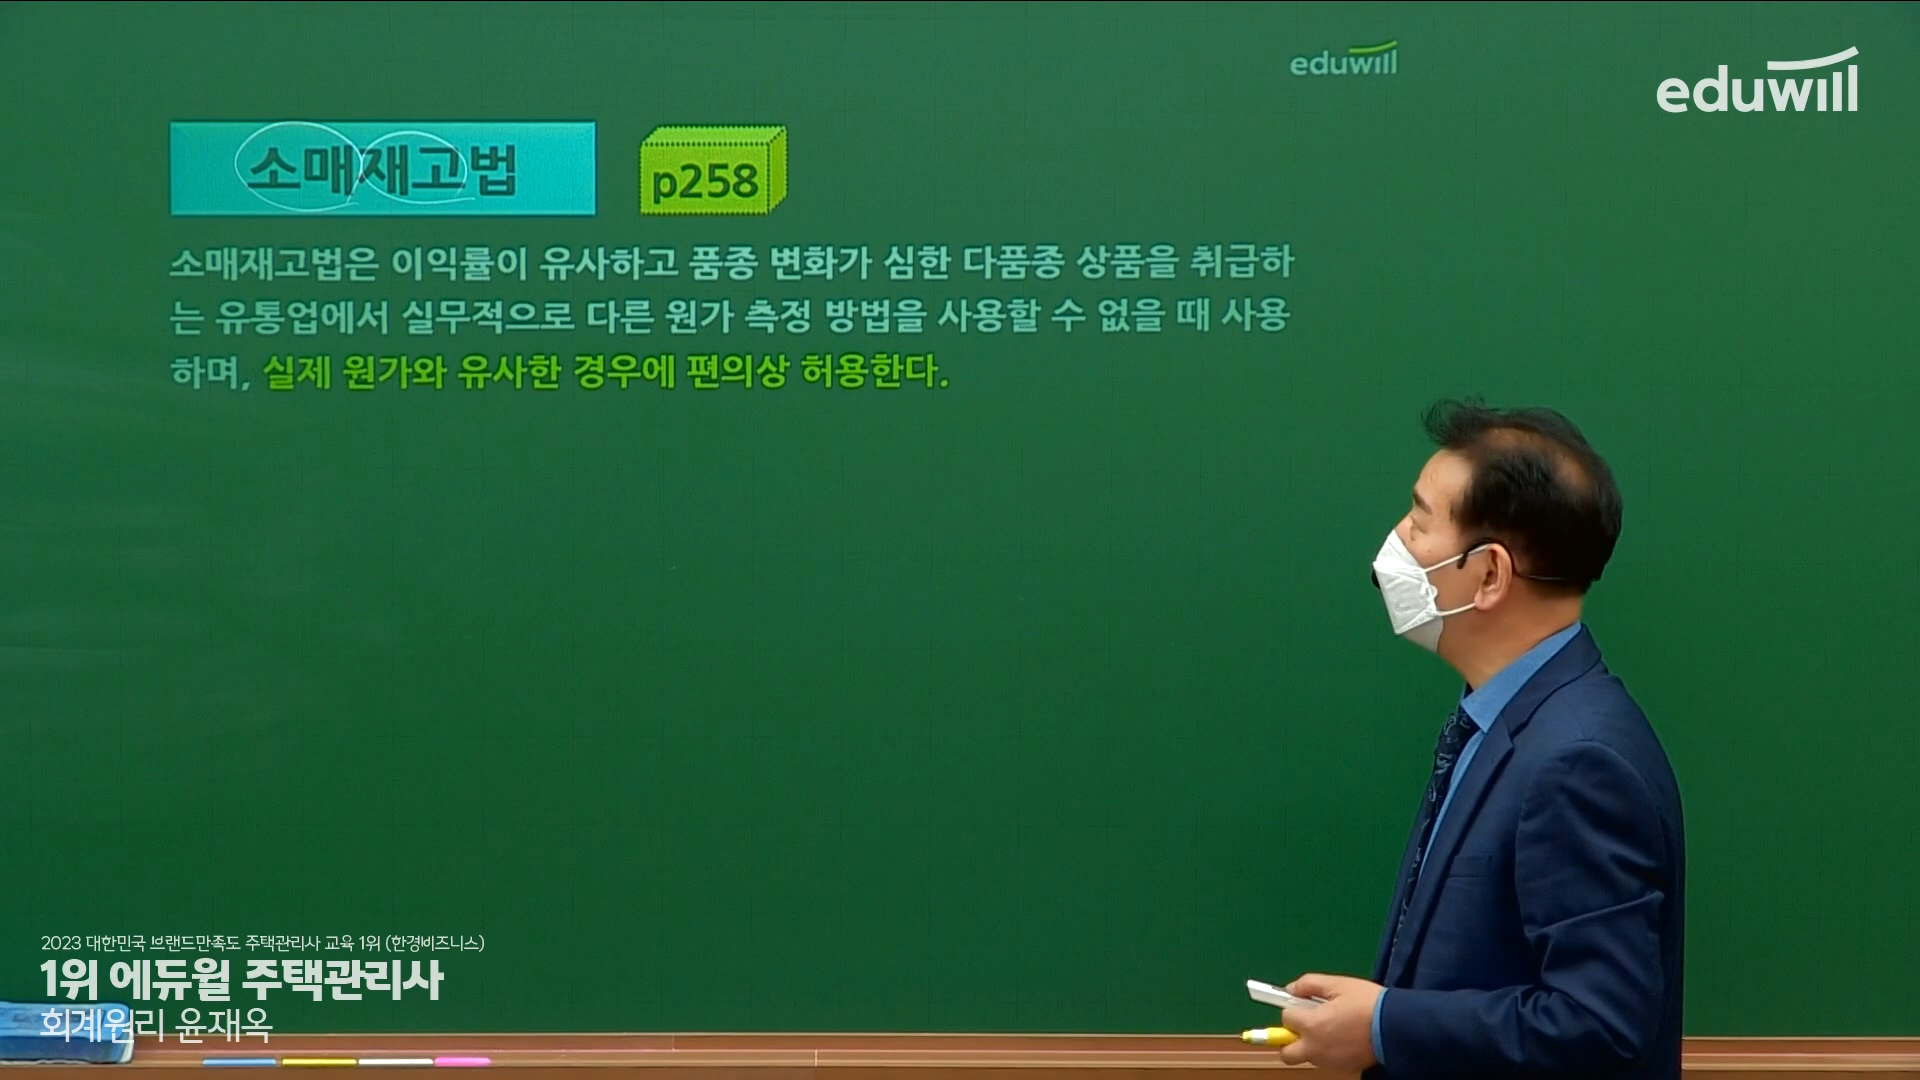 eduwill
eduwill
소매재고법
p258
소매재고법은 이익률이 유사하고 품종 변화가 심한 다품종 상품을 취급하
는 유통업에서 실무적으로 다른 원가 측정 방법을 사용할 수 없을 때 사용
하며, 실제 원가와 유사한 경우에 편의상 허용한다.
2023 대한민국 브랜드만족도 주택관리사 교육 1위 (한경비즈니스)
1위 에듀윌 주택관리사
회계원리 윤재옥